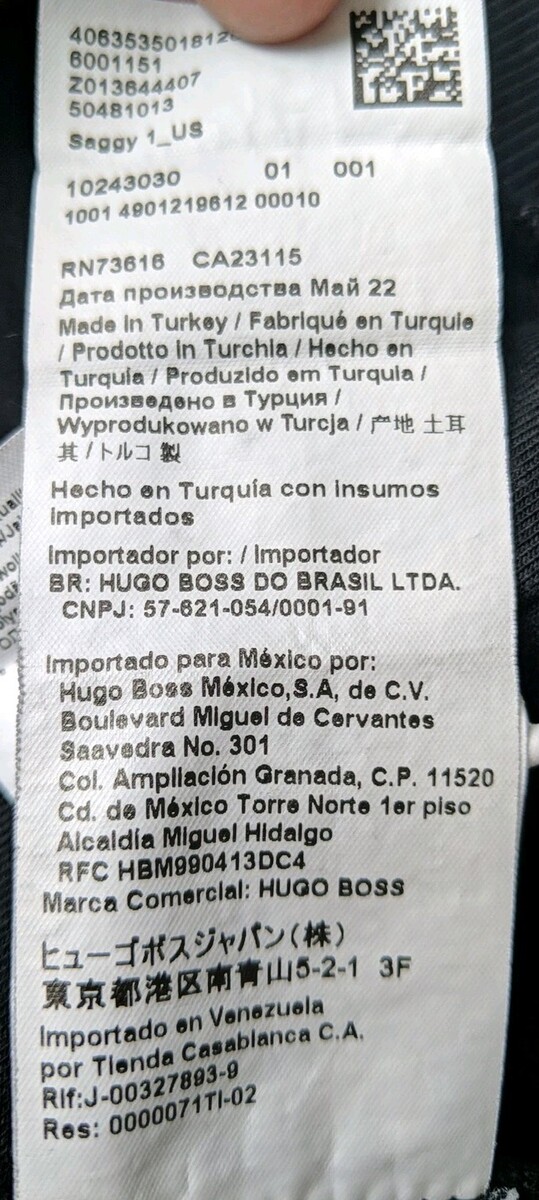 6001151
Z013644407
50481013
Saggy 1_US
10243030 01 001
1001 4901219612 00010
RN73616 CA23115
Дата производства Май 22
Made in Turkey / Fabriqué en Turquie
/ Prodotto in Turchia / Hecho en
Turquia / Produzido em Turquia /
Произведено в Турции /
Wyprodukowano w Turcja / 产地 土耳
其 / トルコ 製
Hecho en Turquía con insumos
importados
Importador por: / Importador
BR: HUGO BOSS DO BRASIL LTDA.
CNPJ: 57-621-054/0001-91
Importado para México por:
Hugo Boss México,S.A, de C.V.
Boulevard Miguel de Cervantes
Saavedra No. 301
Col. Ampliación Granada, C.P. 11520
Cd. de México Torre Norte 1er piso
Alcaldía Miguel Hidalgo
RFC HBM990413DC4
Marca Comercial: HUGO BOSS
ヒューゴボスジャパン(株)
東京都港区南青山5-2-1 3F
Importado en Venezuela
por Tienda Casablanca C.A.
Rif:J-00327893-9
Res: 0000071TI-02